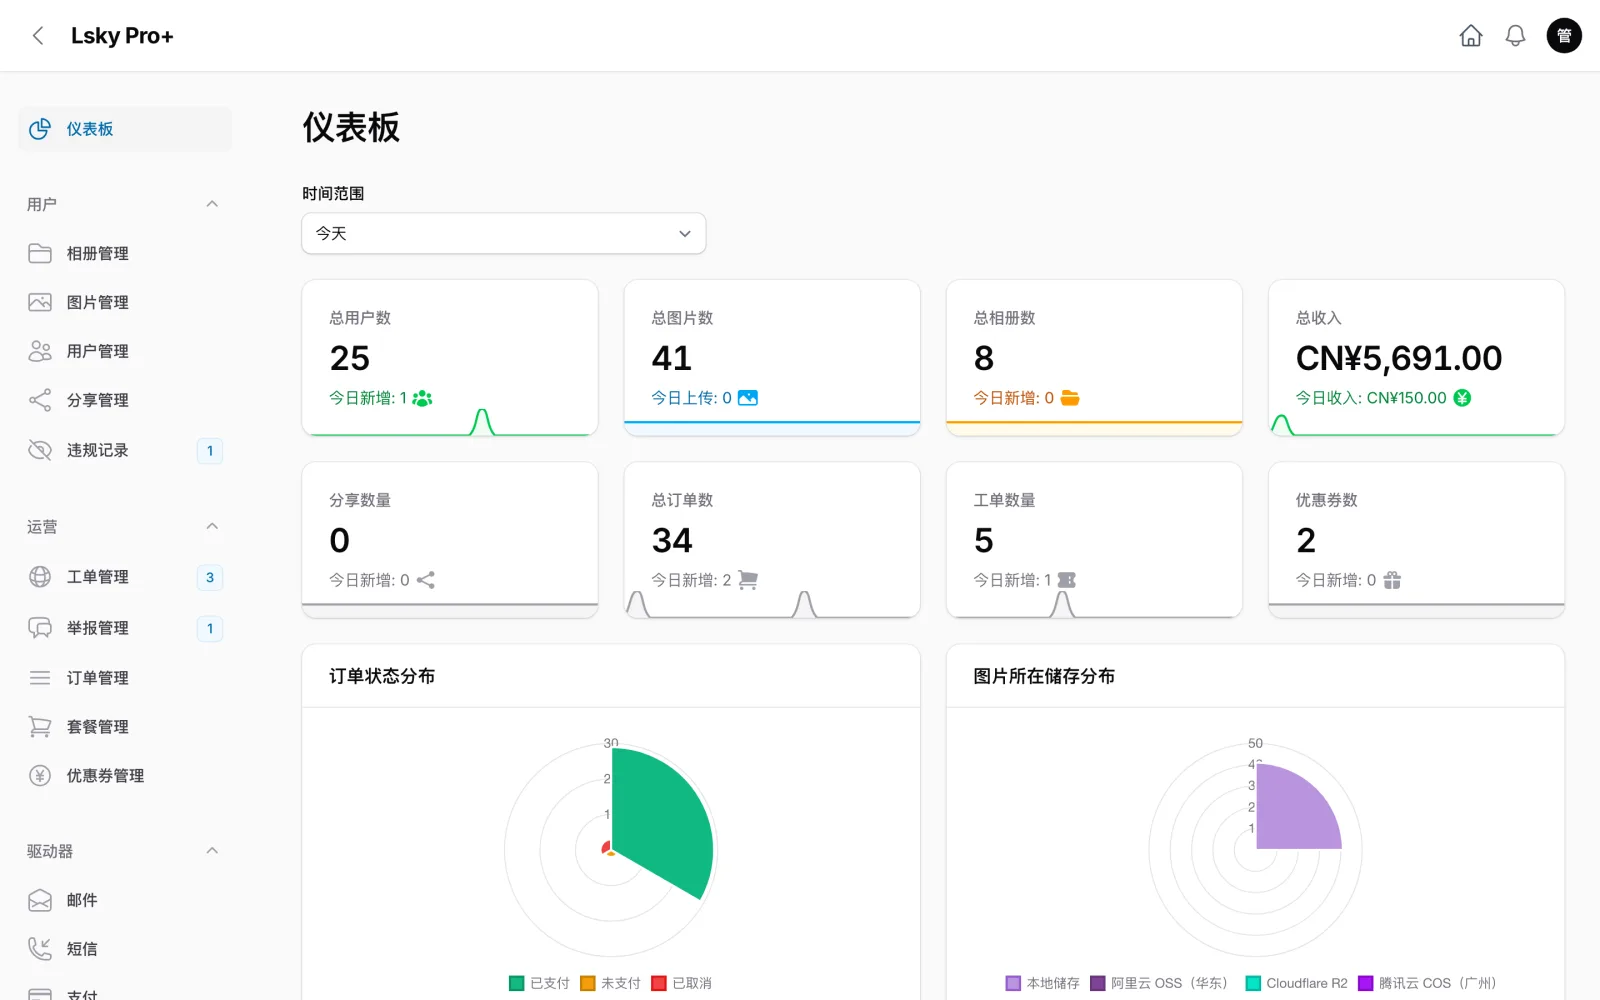 Lsky Pro+
管
仪表板
用户
相册管理
图片管理
用户管理
分享管理
违规记录
1
运营
工单管理
3
举报管理
1
订单管理
套餐管理
优惠券管理
驱动器
邮件
短信
支付
仪表板
时间范围
今天
总用户数
25
今日新增: 1
总图片数
41
今日上传: 0
总相册数
8
今日新增: 0
总收入
CN¥5,691.00
今日收入: CN¥150.00
分享数量
0
今日新增: 0
总订单数
34
今日新增: 2
工单数量
5
今日新增: 1
优惠券数
2
今日新增: 0
订单状态分布
30
2
1
已支付 未支付 已取消
图片所在储存分布
50
4
3
2
1
本地储存 阿里云 OSS（华东） Cloudflare R2 腾讯云 COS（广州）